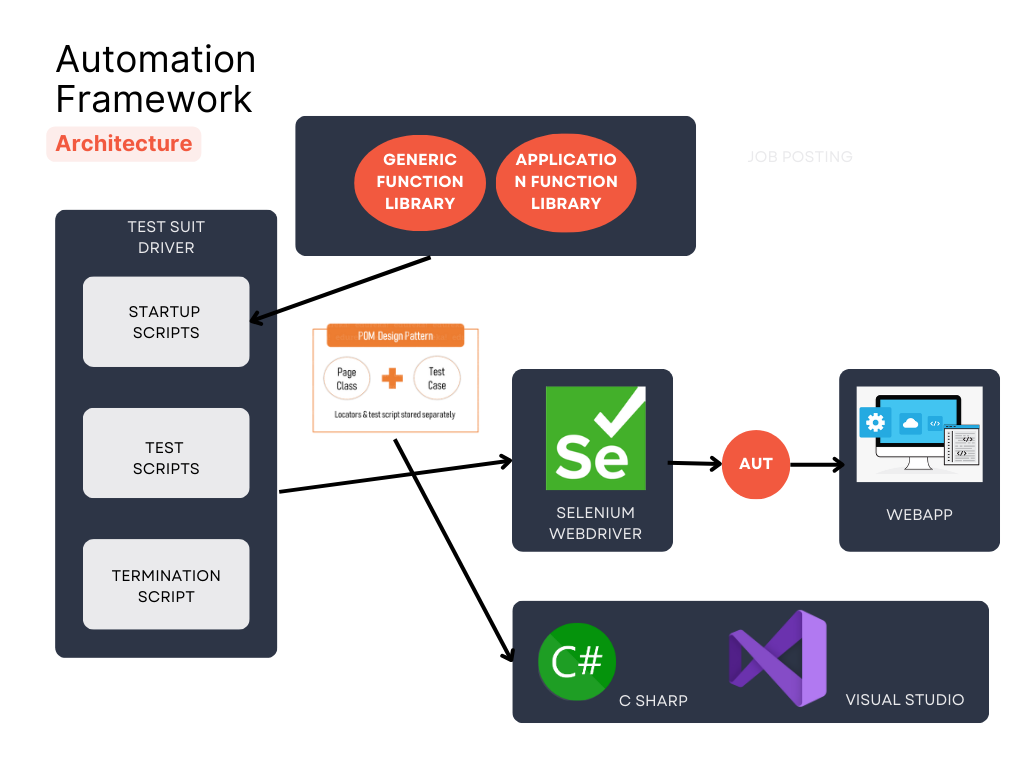 Automation
Framework
Architecture
GENERIC
FUNCTION
LIBRARY
APPLICATIO
N FUNCTION
LIBRARY
JOB POSTING
TEST SUIT
DRIVER
STARTUP
SCRIPTS
TEST
SCRIPTS
TERMINATION
SCRIPT
POM Design Pattern
Page
Class
Test
Case
Locators & test script stored separately
Se
SELENIUM
WEBDRIVER
AUT
</>
</>
</>
WEBAPP
C#
C SHARP
VISUAL STUDIO